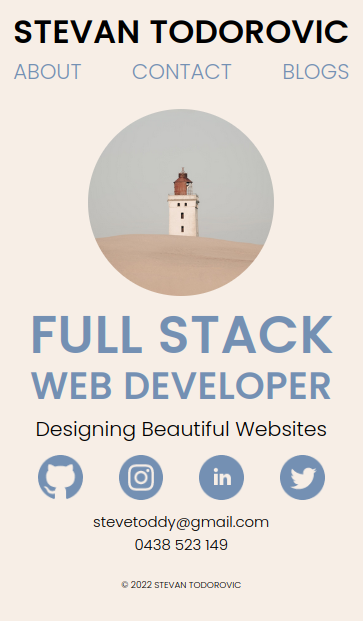 STEVAN TODOROVIC
ABOUT CONTACT BLOGS
FULL STACK
WEB DEVELOPER
Designing Beautiful Websites
in
stevetoddy@gmail.com
0438 523 149
© 2022 STEVAN TODOROVIC